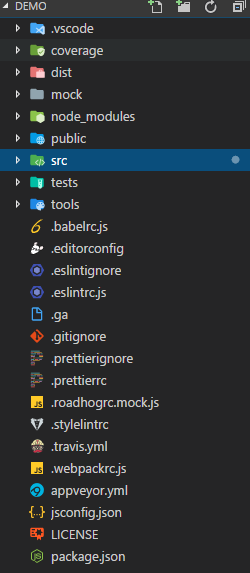 DEMO
.vscode
coverage
dist
mock
node_modules
public
src
tests
tools
.babelrc.js
.editorconfig
.eslintignore
.eslintrc.js
.ga
.gitignore
.prettierignore
.prettierrc
.roadhogrc.mock.js
.stylelintrc
.travis.yml
.webpackrc.js
appveyor.yml
jsconfig.json
LICENSE
package.json